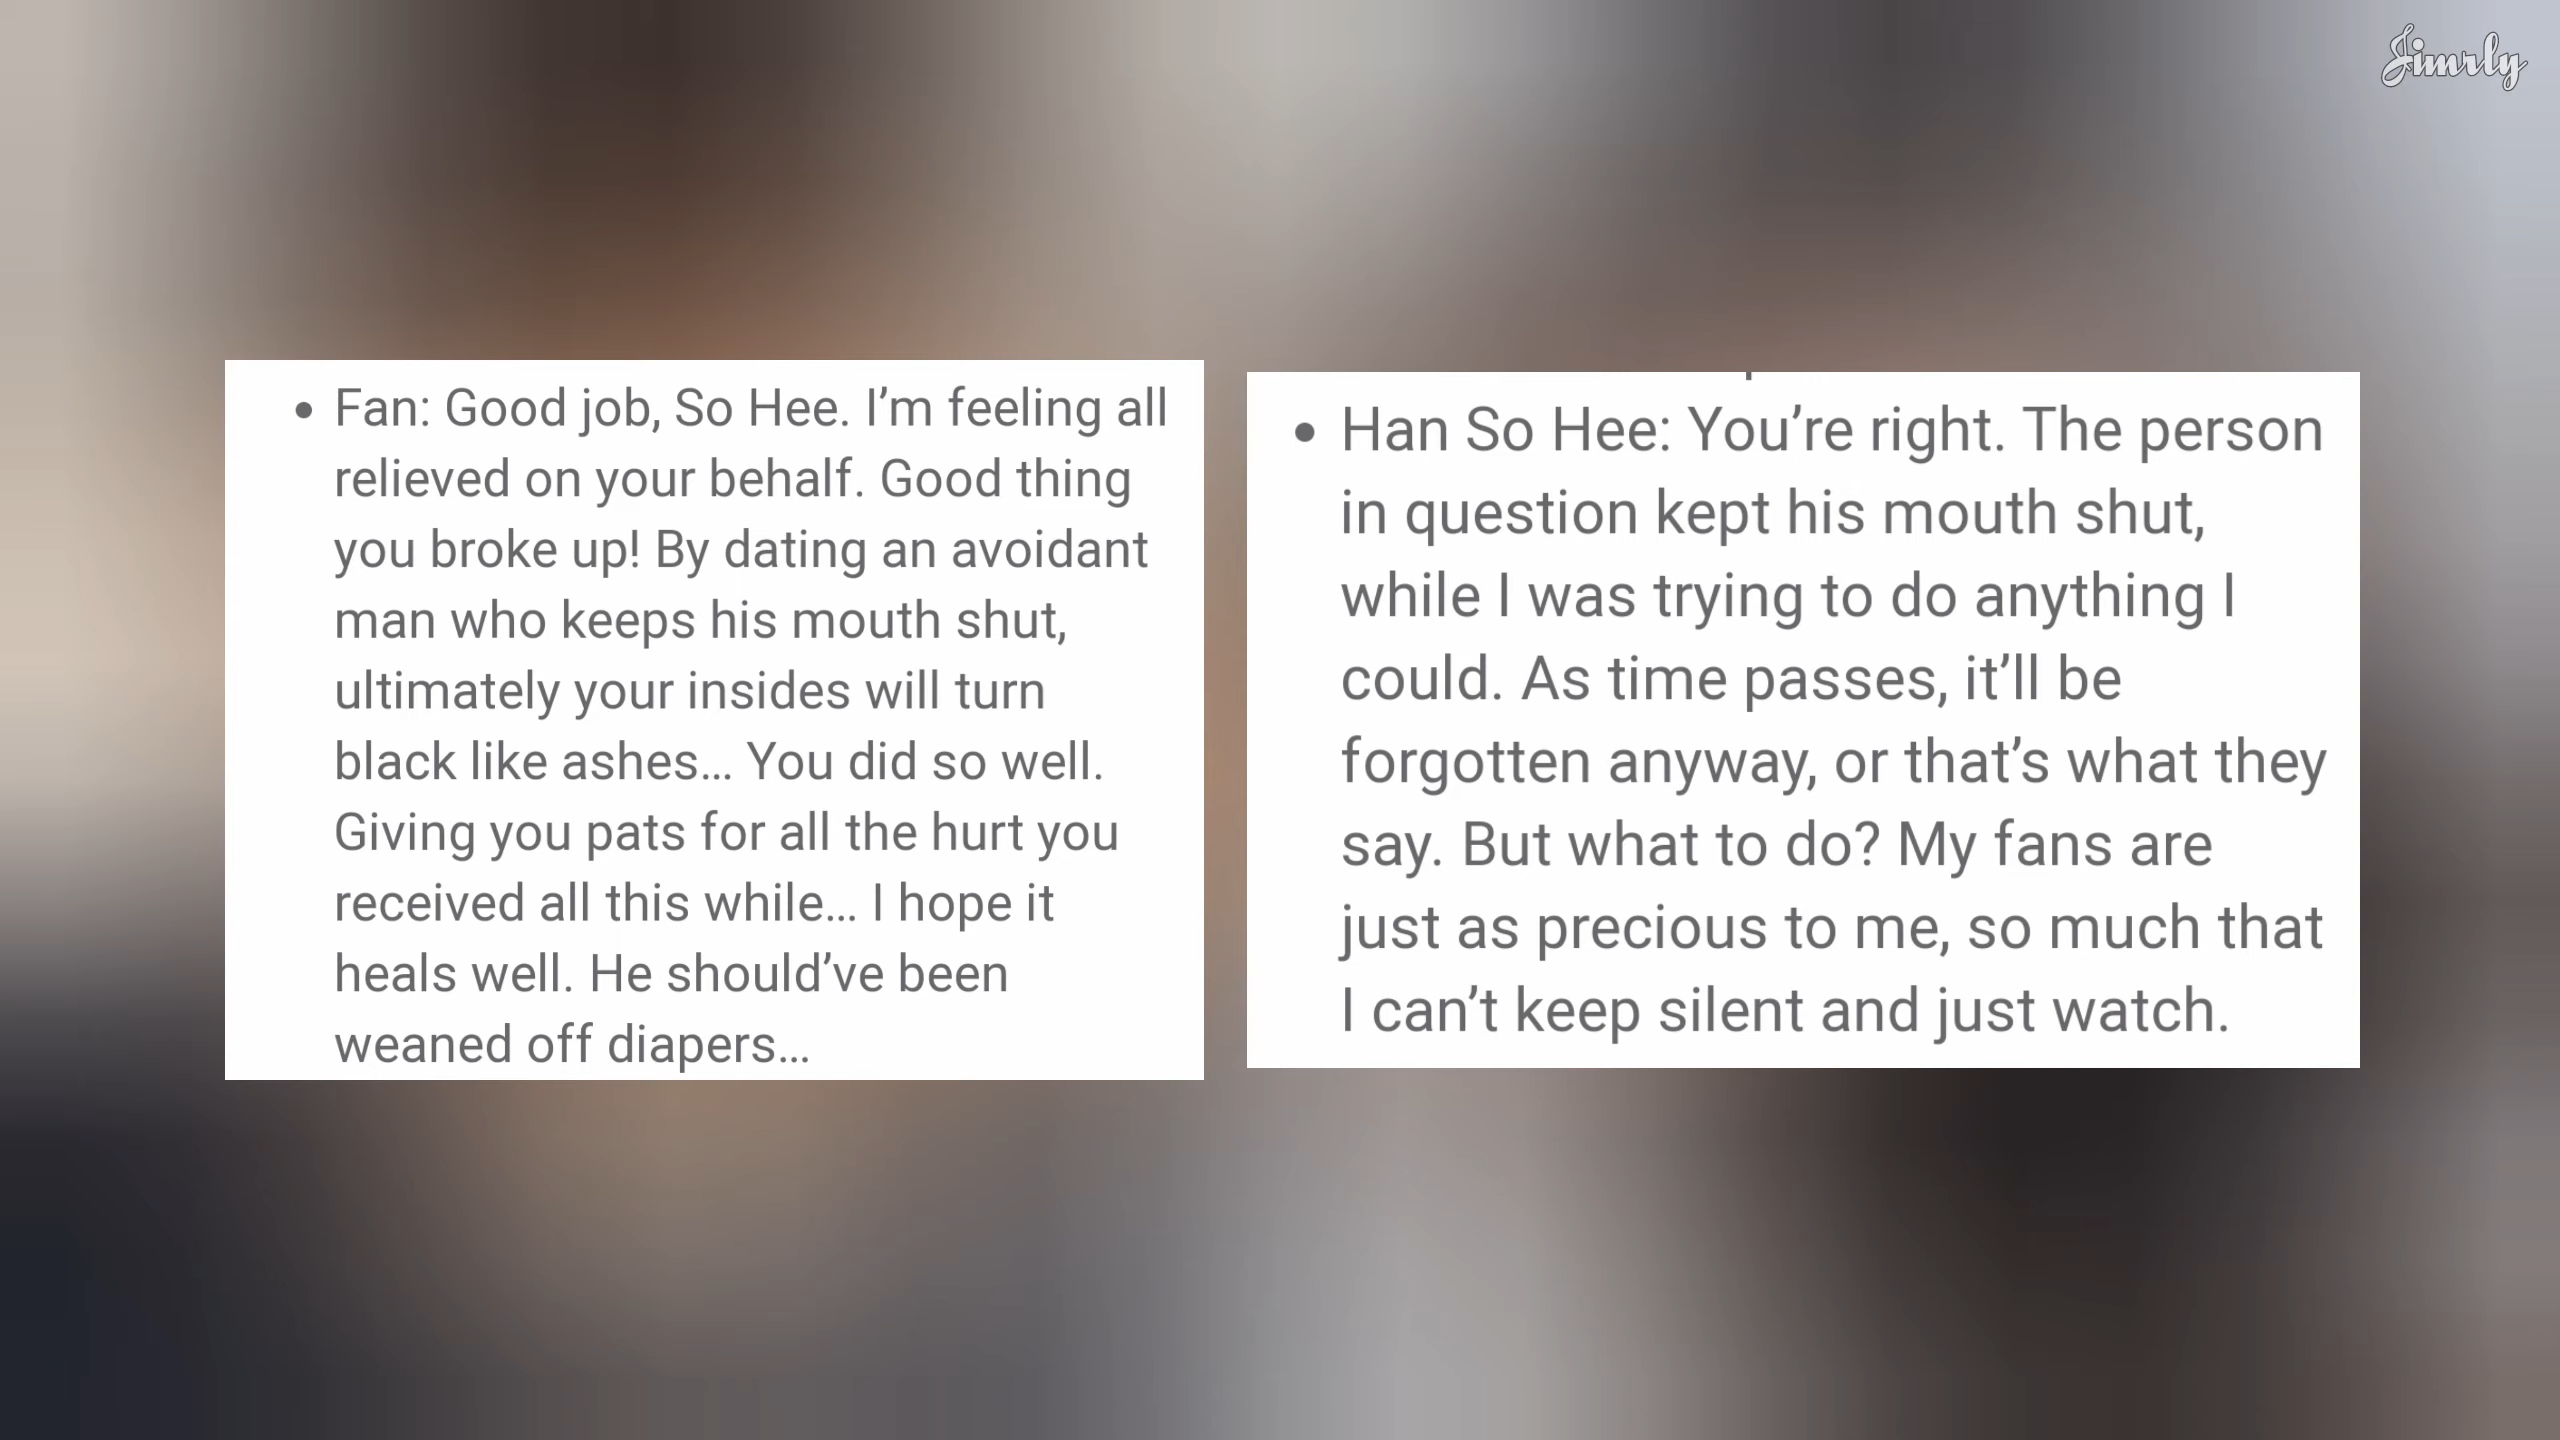 Jimrly
• Fan: Good job, So Hee. I’m feeling all
relieved on your behalf. Good thing
you broke up! By dating an avoidant
man who keeps his mouth shut,
ultimately your insides will turn
black like ashes... You did so well.
Giving you pats for all the hurt you
received all this while... I hope it
heals well. He should’ve been
weaned off diapers...
• Han So Hee: You’re right. The person
in question kept his mouth shut,
while I was trying to do anything I
could. As time passes, it’ll be
forgotten anyway, or that’s what they
say. But what to do? My fans are
just as precious to me, so much that
I can’t keep silent and just watch.